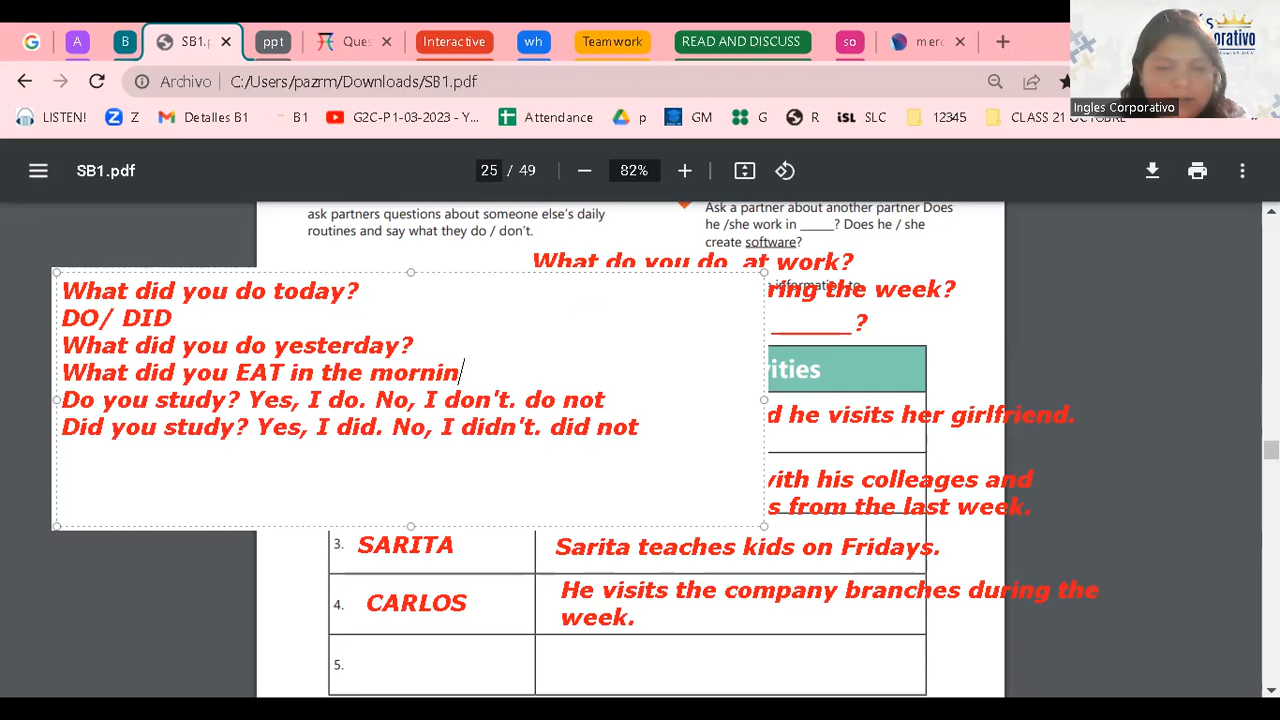 A
B
SB1.p
ppt
Ques
Interactive
wh
Teamwork
READ AND DISCUSS
so
merc
Archivo
C:/Users/pazrm/Downloads/SB1.pdf
Ingles Corporativo
LISTEN!
Z
Detalles B1
B1
G2C-P1-03-2023 - Y...
Attendance
p
GM
G
R
SLC
12345
CLASS 21 OCTUBRE
SB1.pdf
25 / 49
82%
ask partners questions about someone else's daily
routines and say what they do / don't.
Ask a partner about another partner Does
he /she work in _____? Does he / she
create software?
What do you do at work?
ring the week?
______?
What did you do today?
DO/ DID
What did you do yesterday?
What did you EAT in the mornin
Do you study? Yes, I do. No, I don't. do not
Did you study? Yes, I did. No, I didn't. did not
ities
d he visits her girlfriend.
with his colleages and
s from the last week.
3. SARITA
Sarita teaches kids on Fridays.
4. CARLOS
He visits the company branches during the
week.
5.